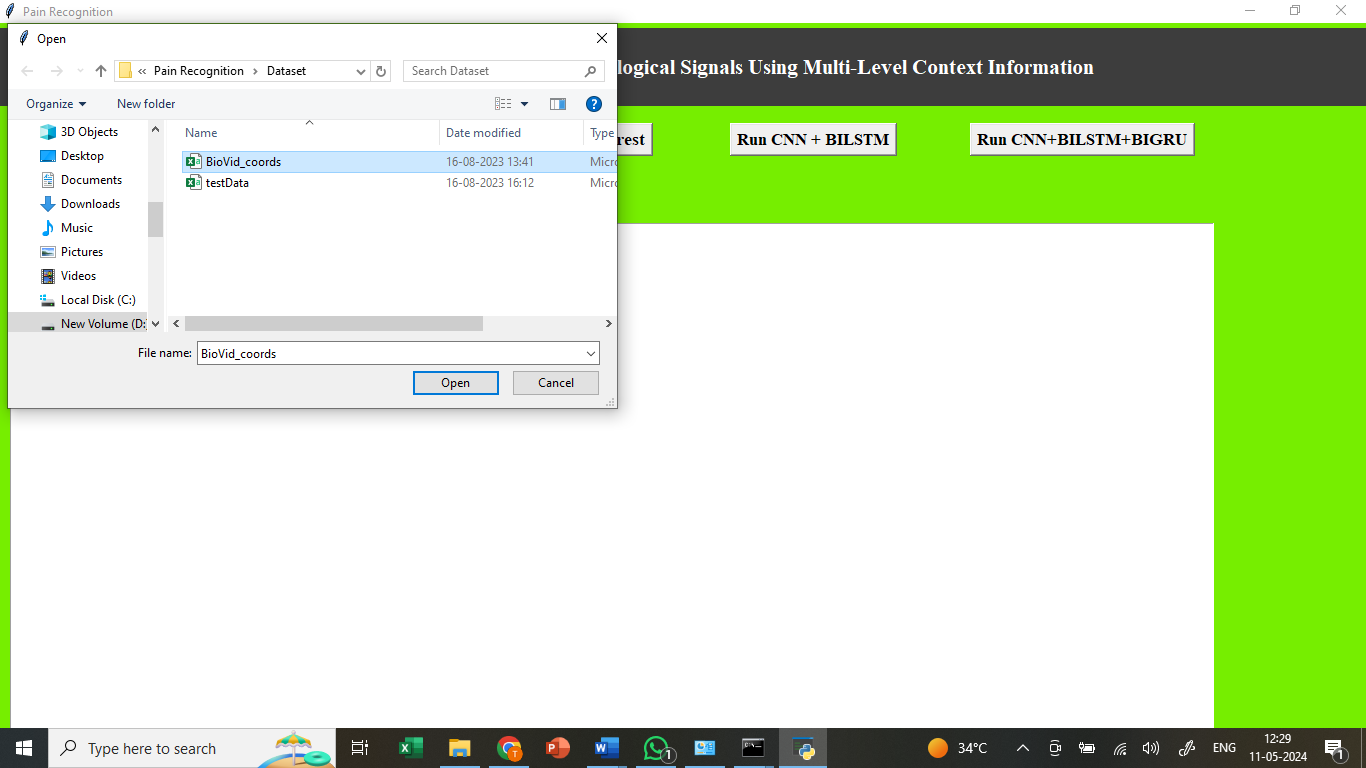 Pain Recognition
Open
« Pain Recognition > Dataset
Search Dataset
logical Signals Using Multi-Level Context Information
Organize
New folder
3D Objects
Desktop
Documents
Downloads
Music
Pictures
Videos
Local Disk (C:)
New Volume (D:
Name Date modified Type
BioVid_coords 16-08-2023 13:41 Micro
testData 16-08-2023 16:12 Micro
File name: BioVid_coords
Open Cancel
rest
Run CNN + BILSTM
Run CNN+BILSTM+BIGRU
Type here to search
T
1
34°C
ENG
12:29
11-05-2024
1